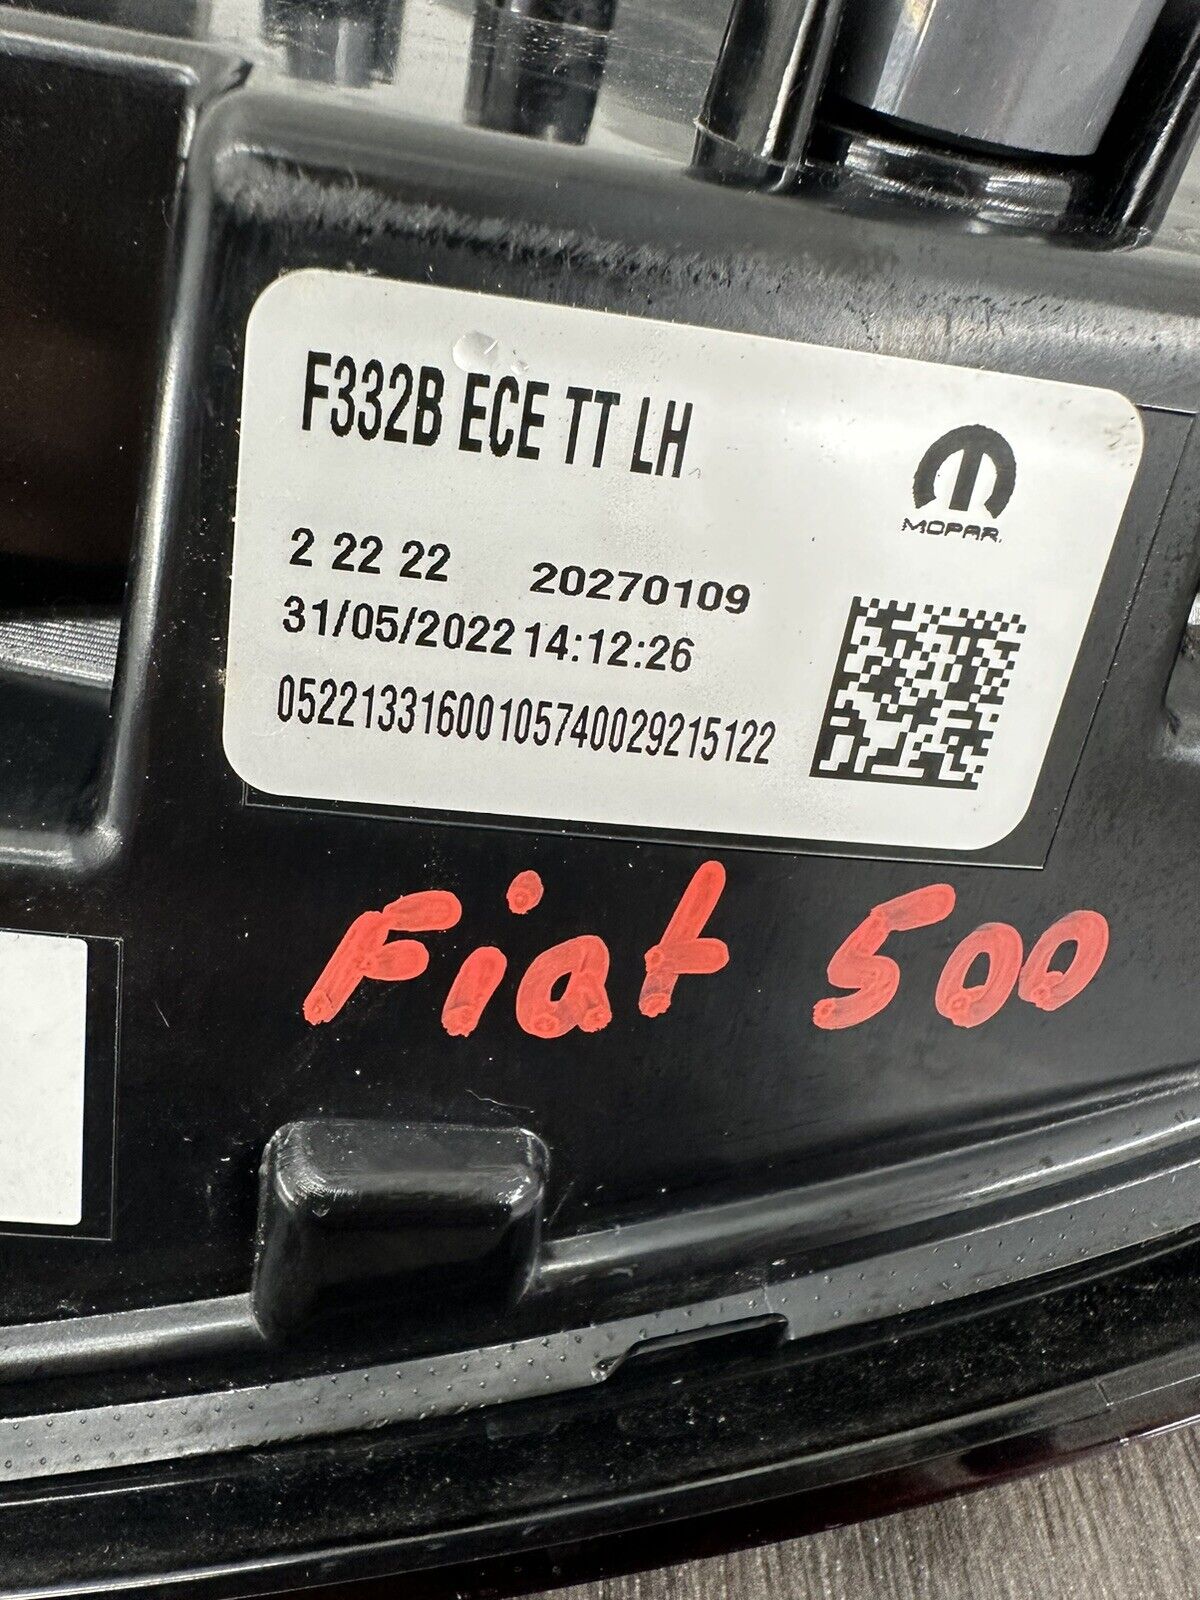 F332B ECE TT LH
MOPAR
2 22 22 20270109
31/05/2022 14:12:26
05221331600105740029215122
Fiat 500